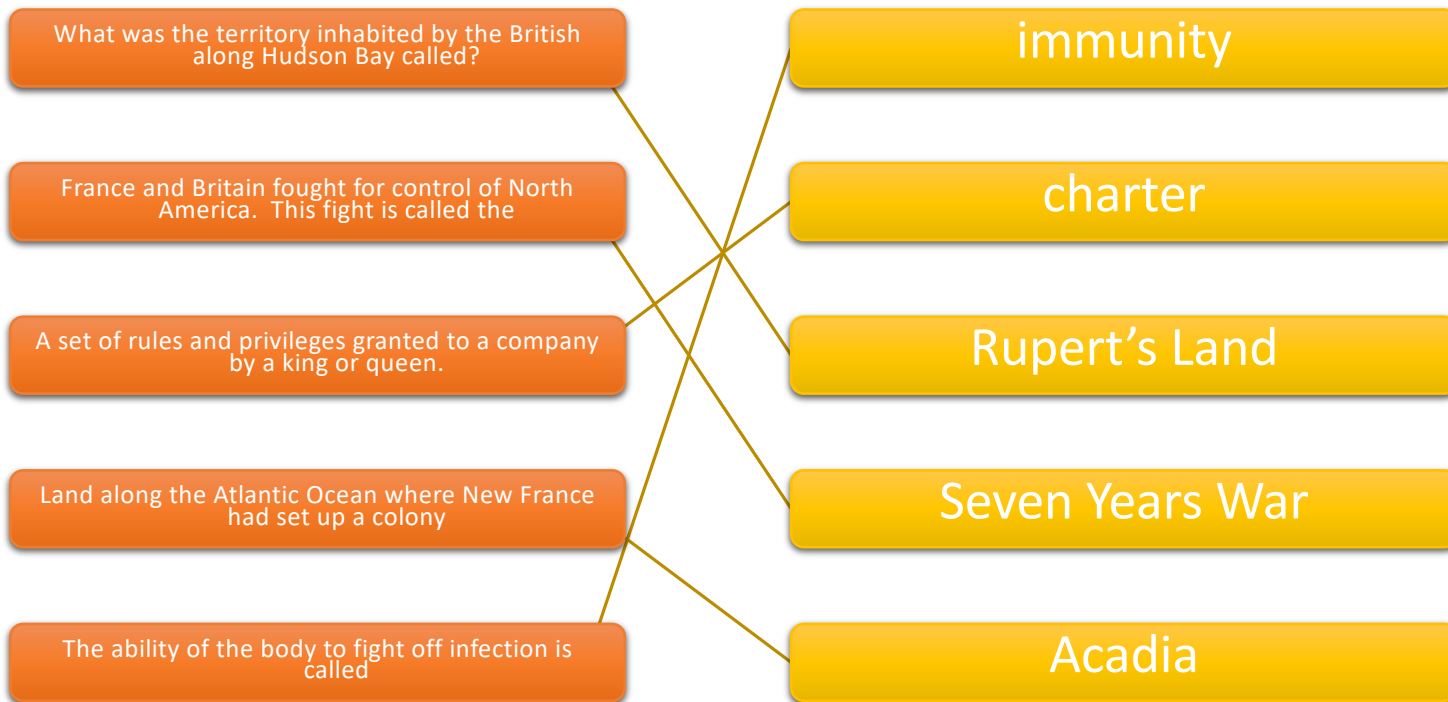 What was the territory inhabited by the British
along Hudson Bay called?
immunity
France and Britain fought for control of North
America.  This fight is called the
charter
A set of rules and privileges granted to a company
by a king or queen.
Rupert’s Land
Land along the Atlantic Ocean where New France
had set up a colony
Seven Years War
The ability of the body to fight off infection is
called
Acadia